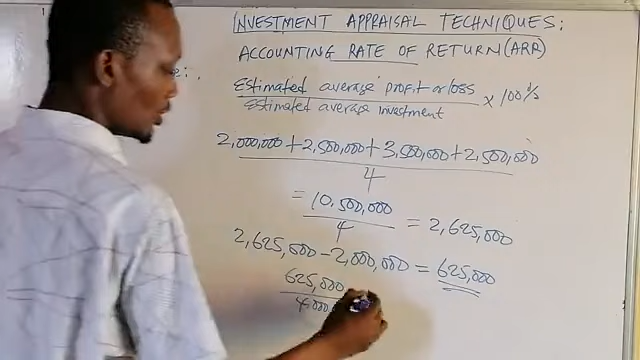 INVESTMENT APPRAISAL TECHNIQUES:
ACCOUNTING RATE OF RETURN (ARR)
Estimated average profit or loss
Estimated average investment
× 100%
2,000,000 + 2,500,000 + 3,500,000 + 2,500,000
4
= 10,500,000
4
= 2,625,000
2,625,000 - 2,000,000 = 625,000
625,000